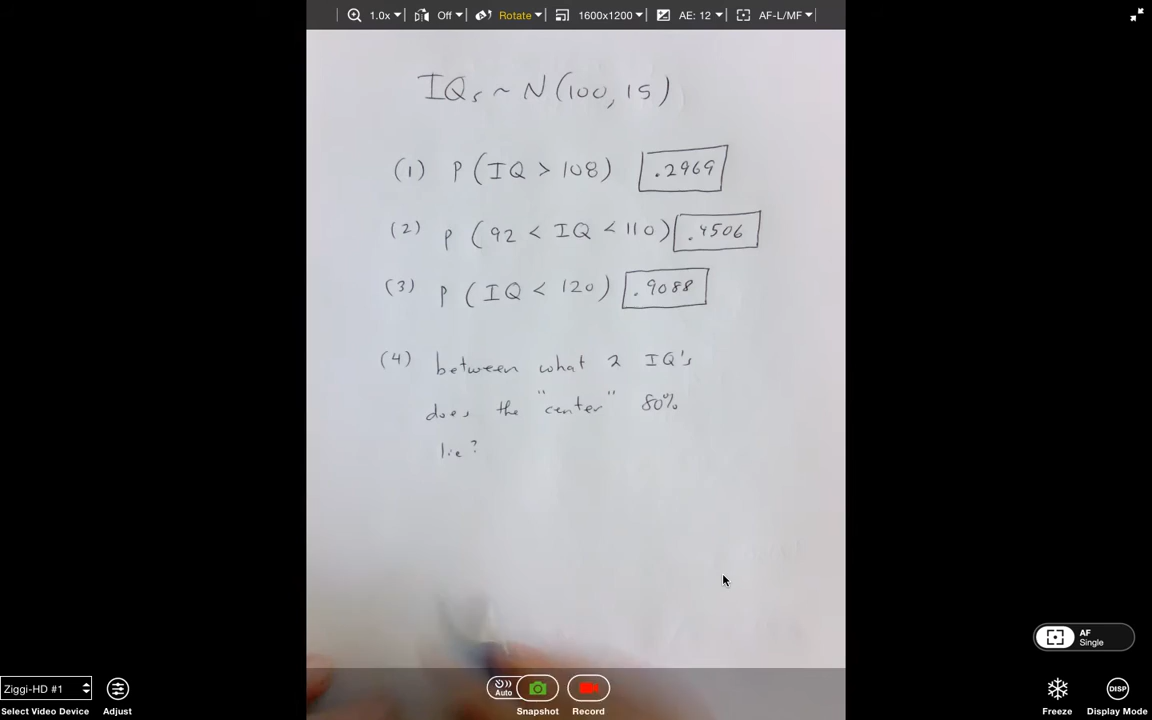 1.0x Off Rotate 1600x1200 AE: 12 AF-L/MF
IQs ~ N(100, 15)
(1) P(IQ > 108) .2969
(2) P(92 < IQ < 110) .4506
(3) P(IQ < 120) .9088
(4) between what 2 IQ's
does the "center" 80%
lie?
AF
Single
Ziggi-HD #1
Select Video Device
Adjust
Auto
Snapshot
Record
Freeze
DISP
Display Mode